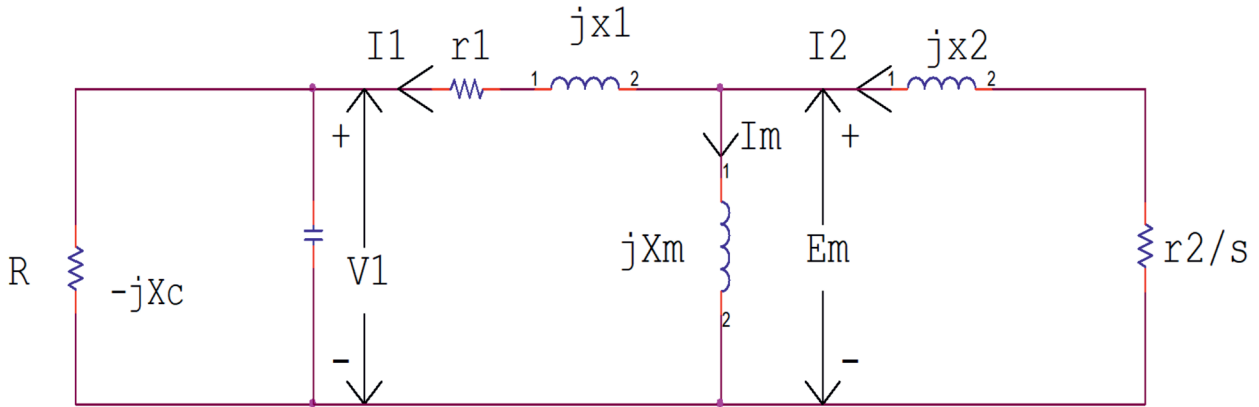 I1 r1 jx1 I2 jx2
1 2 1 2
+ Im +
1
R -jXc V1 jXm Em r2/s
2
- -